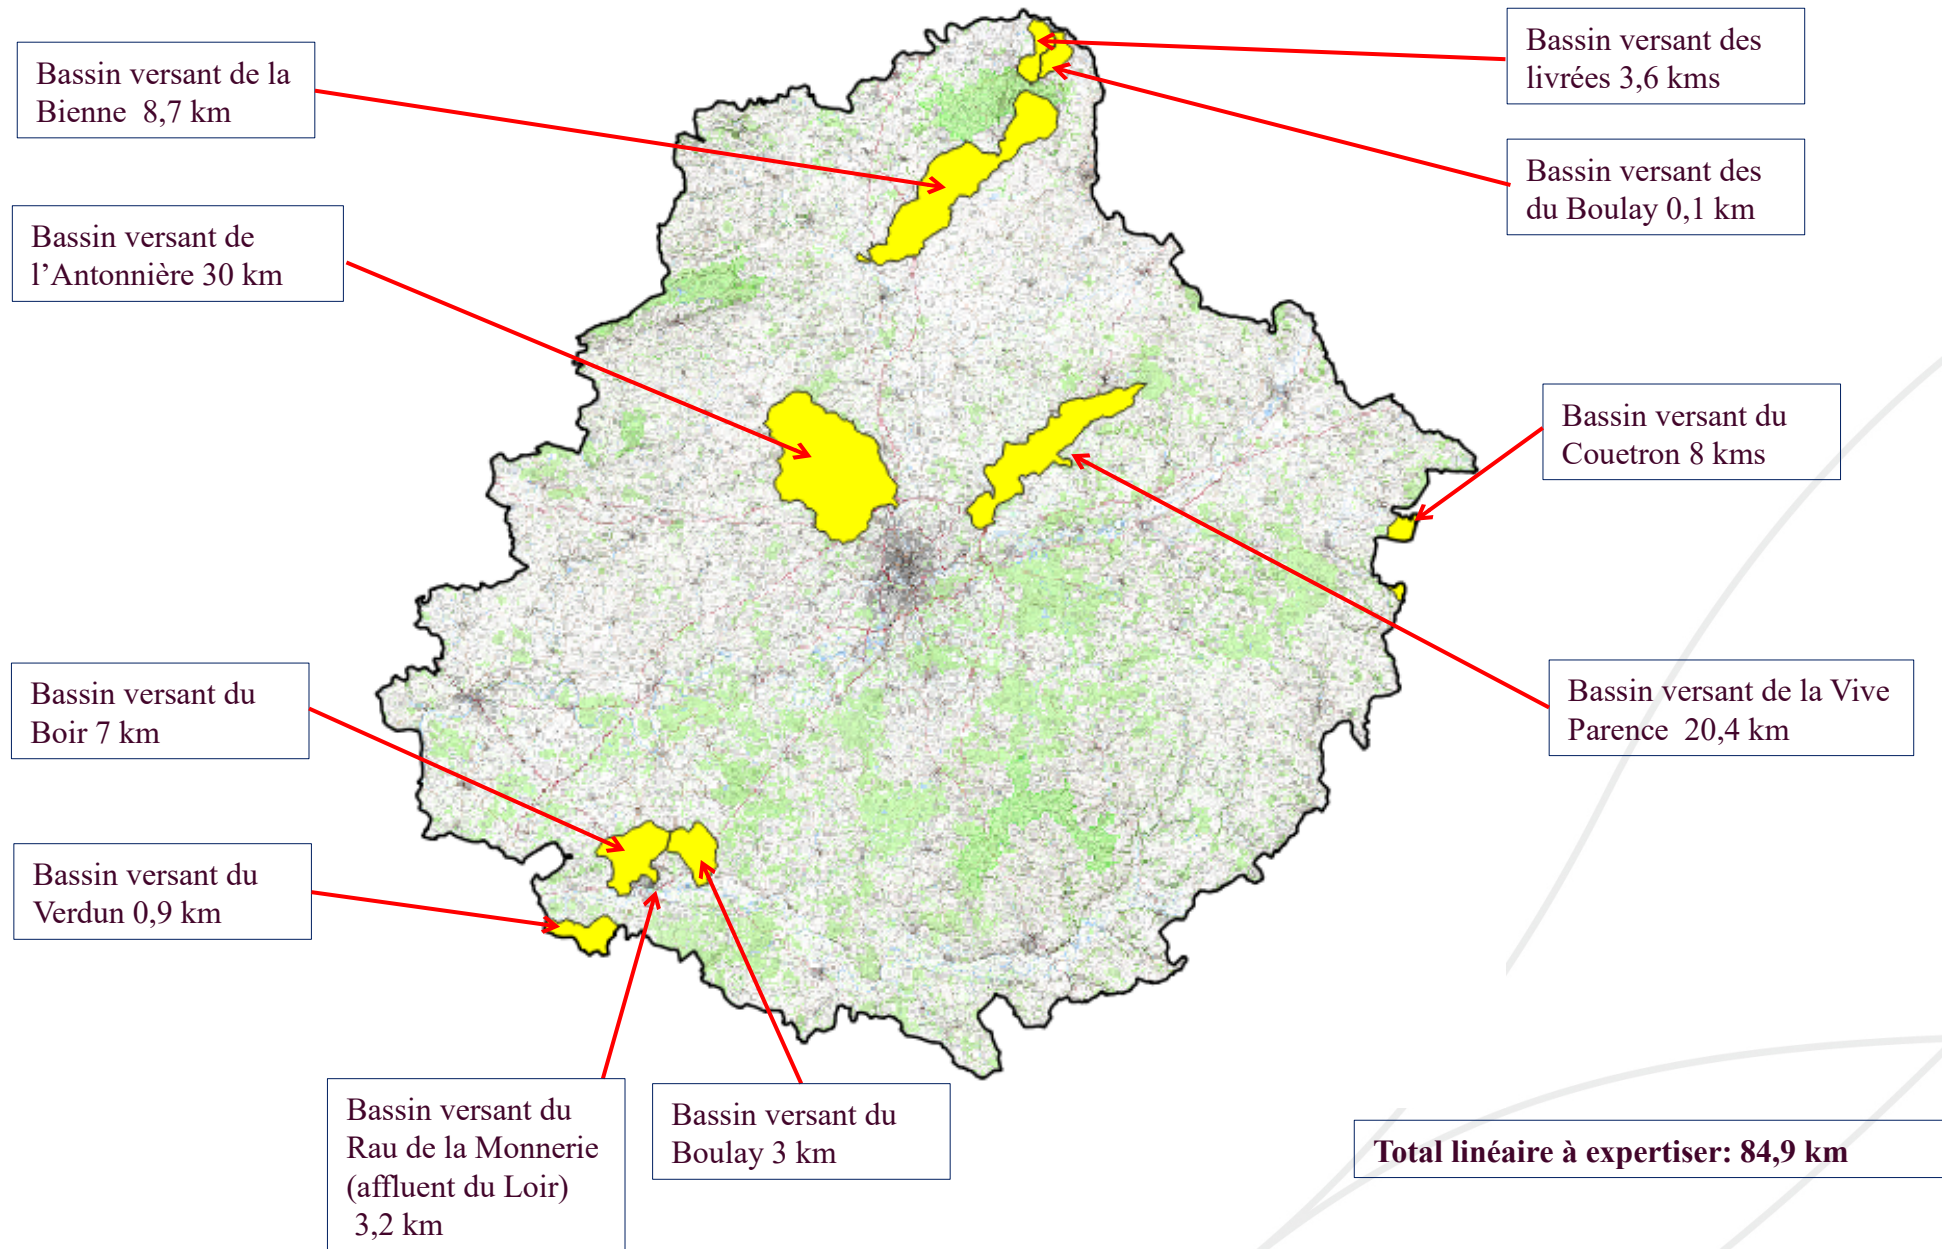 Bassin versant de la
Bienne  8,7 km
Bassin versant des
livrées 3,6 kms
Bassin versant des
du Boulay 0,1 km
Bassin versant de
l’Antonnière 30 km
Bassin versant du
Couetron 8 kms
Bassin versant du
Boir 7 km
Bassin versant de la Vive
Parence  20,4 km
Bassin versant du
Verdun 0,9 km
Bassin versant du
Rau de la Monnerie
(affluent du Loir)
3,2 km
Bassin versant du
Boulay 3 km
Total linéaire à expertiser: 84,9 km